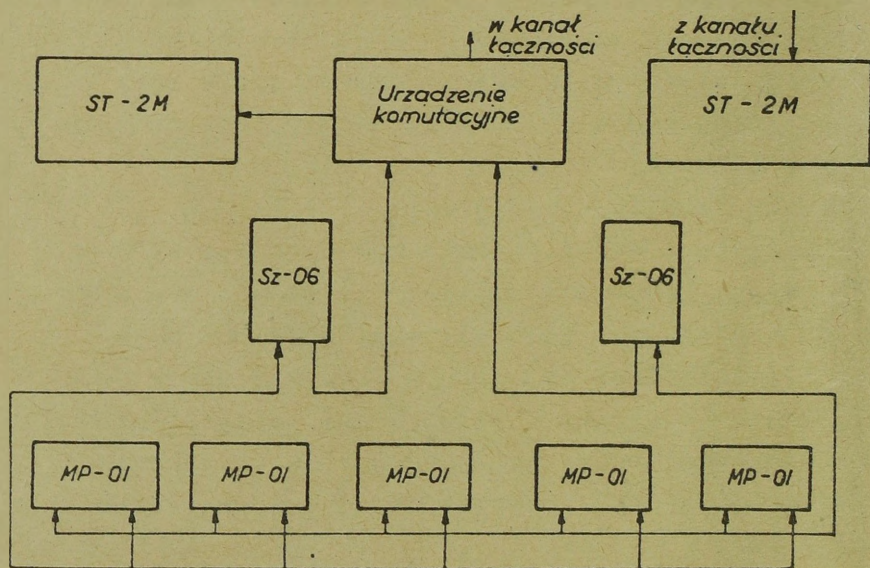 w kanał
łączności
z kanału
łączności
ST - 2M
Urządzenie
komutacyjne
ST - 2M
Sz-06
Sz-06
MP-01
MP-01
MP-01
MP-01
MP-01